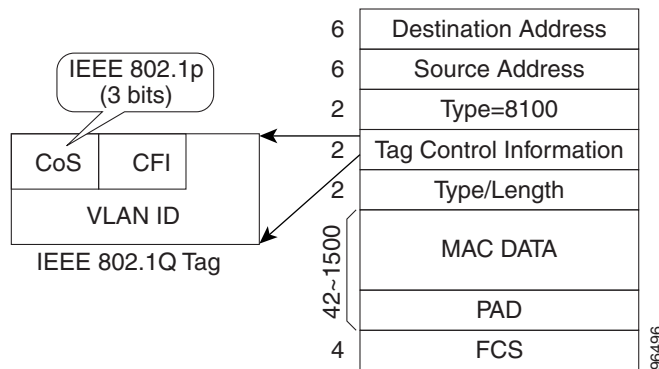 6 Destination Address
6 Source Address
2 Type=8100
2 Tag Control Information
2 Type/Length
42~1500
MAC DATA
PAD
4 FCS
IEEE 802.1p
(3 bits)
CoS CFI
VLAN ID
IEEE 802.1Q Tag
96496